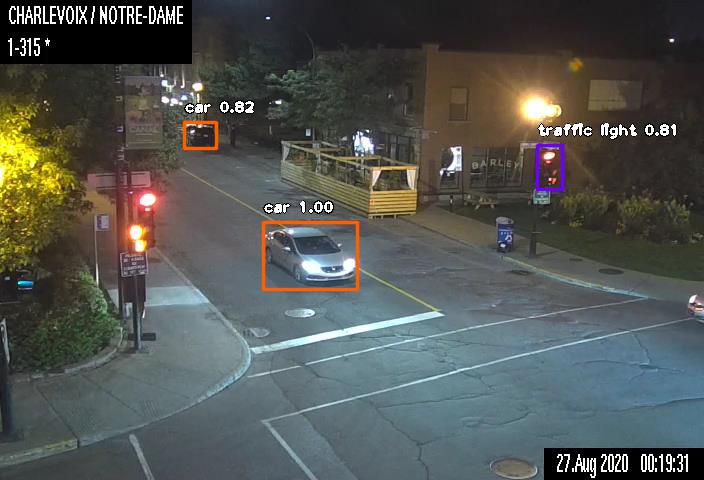 CHARLEVOIX / NOTRE-DAME
1-315 *
car 0.82
traffic light 0.81
BARLEY
car 1.00
27.Aug 2020 00:19:31